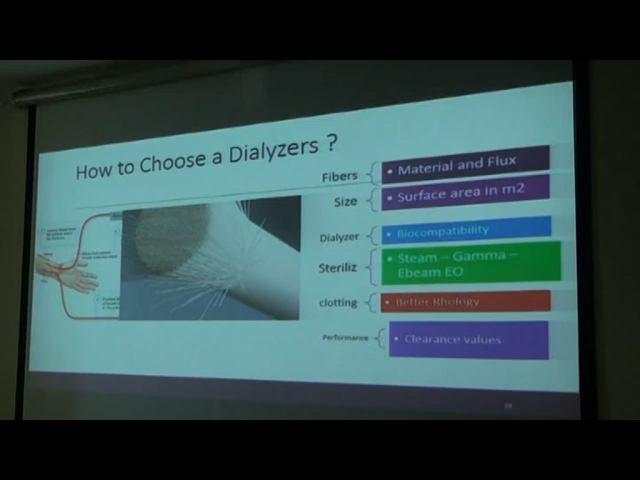 How to Choose a Dialyzers ?
Fibers
• Material and Flux
Size
• Surface area in m2
Dialyzer
• Biocompatibility
Steriliz
• Steam – Gamma –
Ebeam EO
clotting
• Better Rhology
Performance
• Clearance values